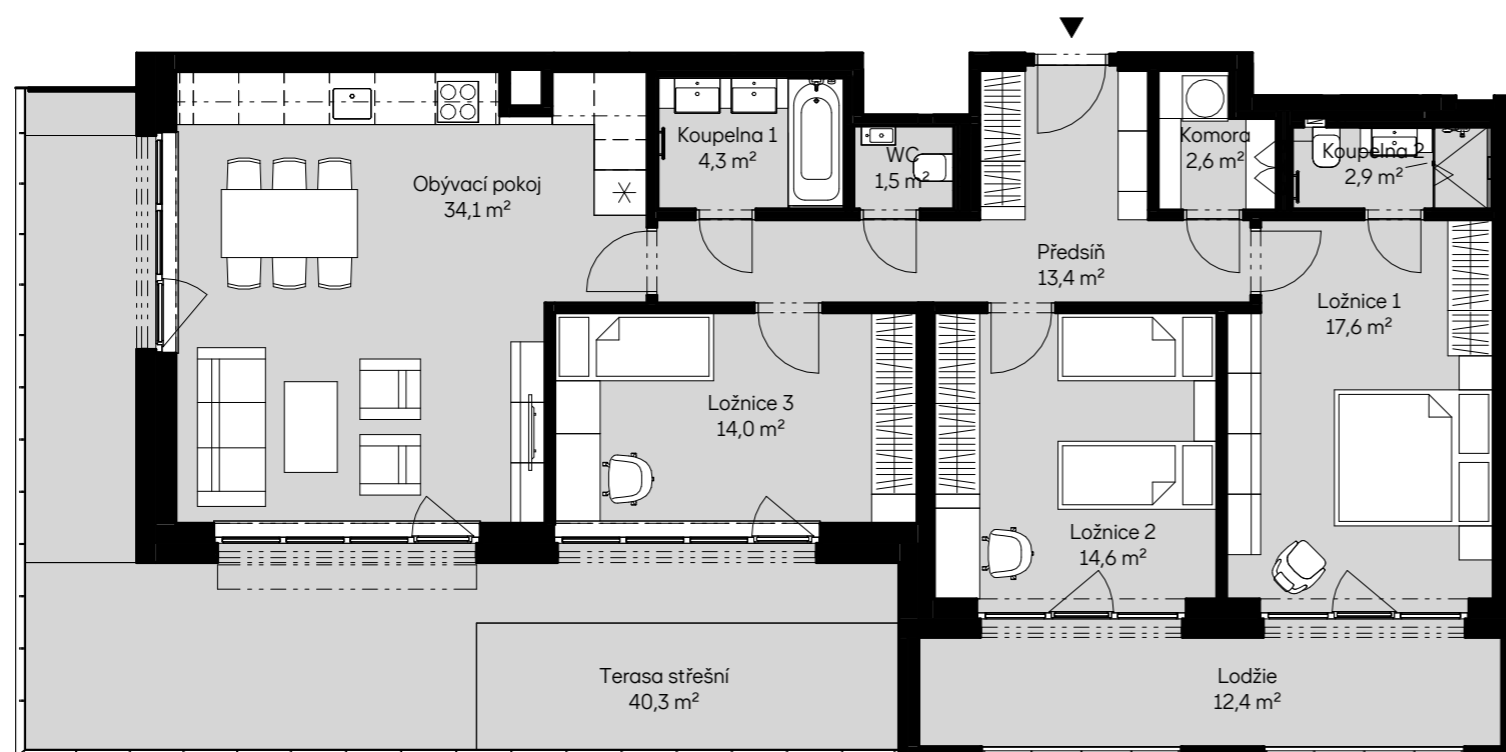 Koupelna 1
4,3 m²
WC
1,5 m²
Komora
2,6 m²
Koupelna 2
2,9 m²
Obývací pokoj
34,1 m²
Předsíň
13,4 m²
Ložnice 1
17,6 m²
Ložnice 3
14,0 m²
Ložnice 2
14,6 m²
Terasa střešní
40,3 m²
Lodžie
12,4 m²